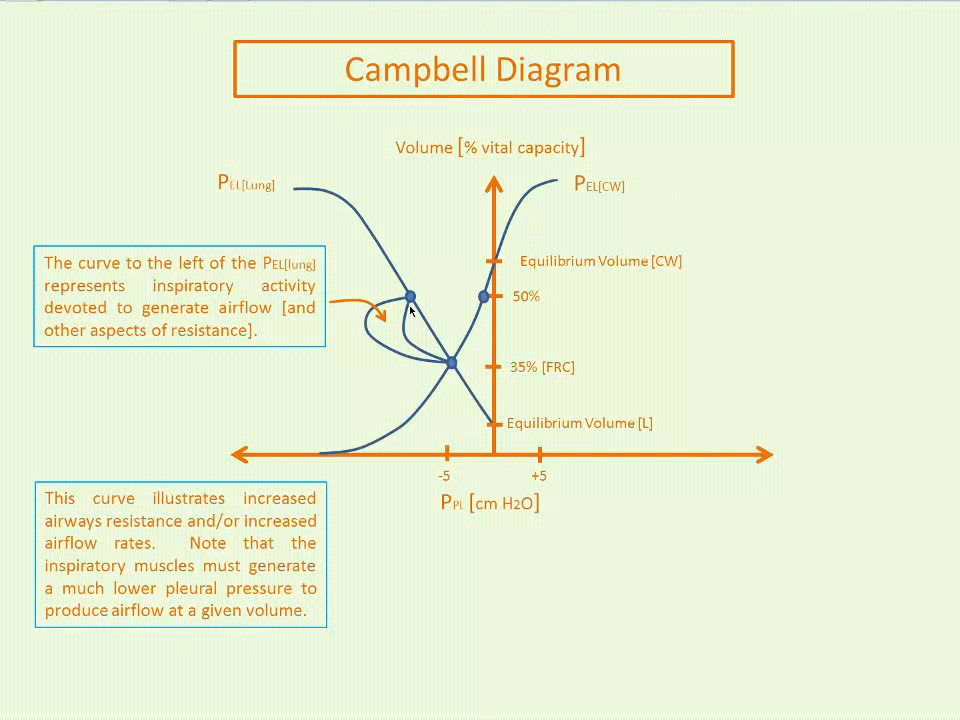 Campbell Diagram
Volume [% vital capacity]
PEL[Lung]
PEL[CW]
The curve to the left of the PEL[lung]
represents inspiratory activity
devoted to generate airflow [and
other aspects of resistance].
Equilibrium Volume [CW]
50%
35% [FRC]
Equilibrium Volume [L]
-5
+5
PPL [cm H2O]
This curve illustrates increased
airways resistance and/or increased
airflow rates. Note that the
inspiratory muscles must generate
a much lower pleural pressure to
produce airflow at a given volume.